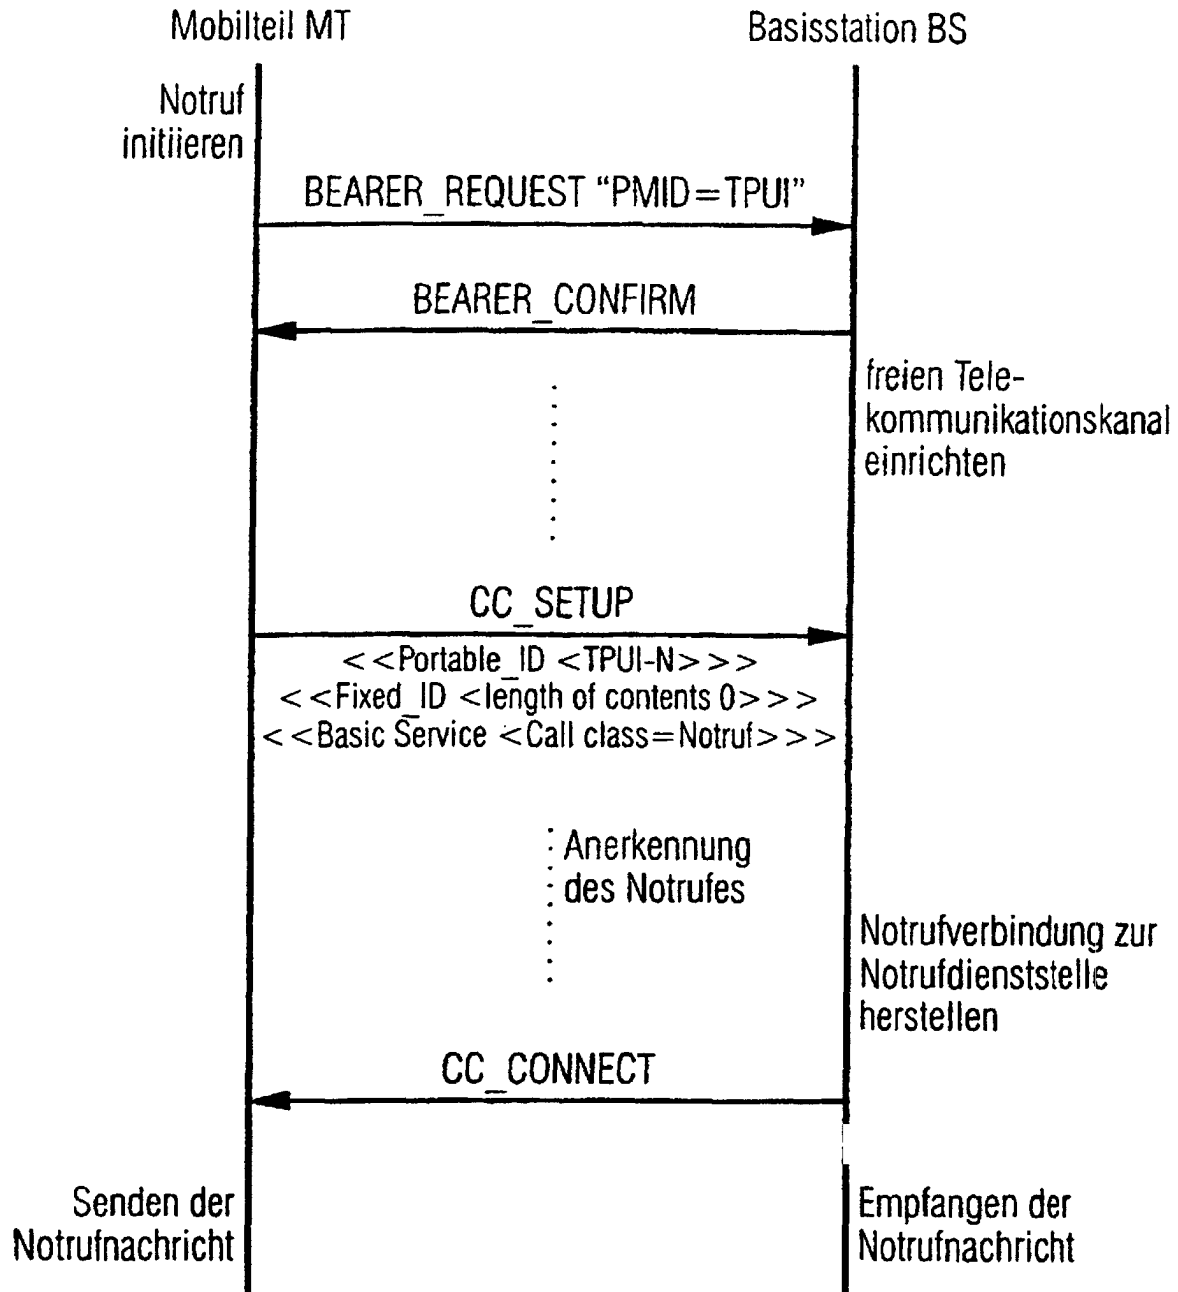 Mobilteil MT
Basisstation BS
Notruf
initiieren
BEARER_REQUEST “PMID=TPUI”
BEARER_CONFIRM
freien Tele-
kommunikationskanal
einrichten
CC_SETUP
<<Portable_ID <TPUI-N>>>
<<Fixed_ID <length of contents 0>>>
<<Basic Service <Call class=Notruf>>>
Anerkennung
des Notrufes
Notrufverbindung zur
Notrufdienststelle
herstellen
CC_CONNECT
Senden der
Notrufnachricht
Empfangen der
Notrufnachricht